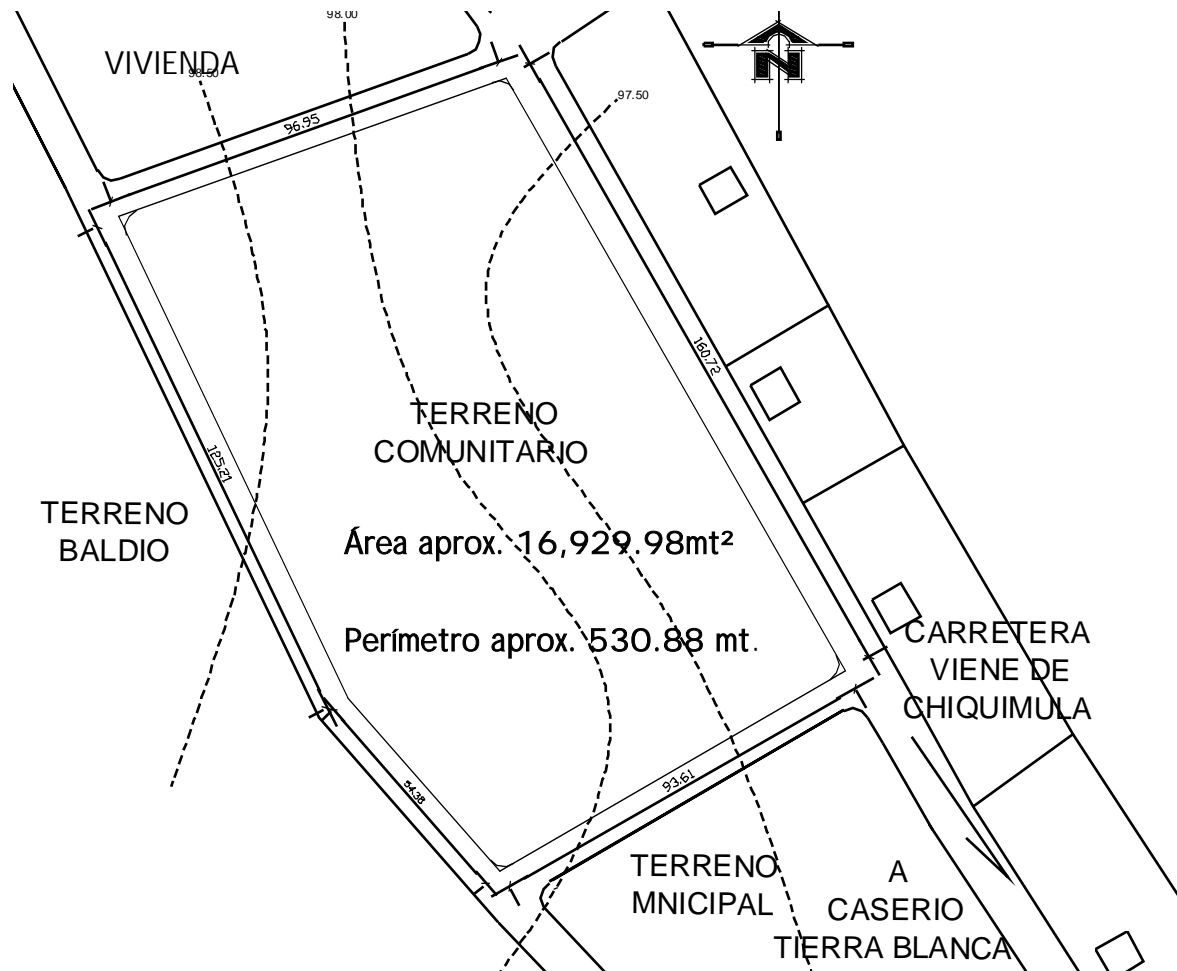 98.00
VIVIENDA
98.50
97.50
N
96.95
160.72
TERRENO
COMUNITARIO
125.21
TERRENO
BALDIO
Área aprox. 16,929.98mt²
Perímetro aprox. 530.88 mt.
CARRETERA
VIENE DE
CHIQUIMULA
54.38
93.61
TERRENO
MNICIPAL
A
CASERIO
TIERRA BLANCA